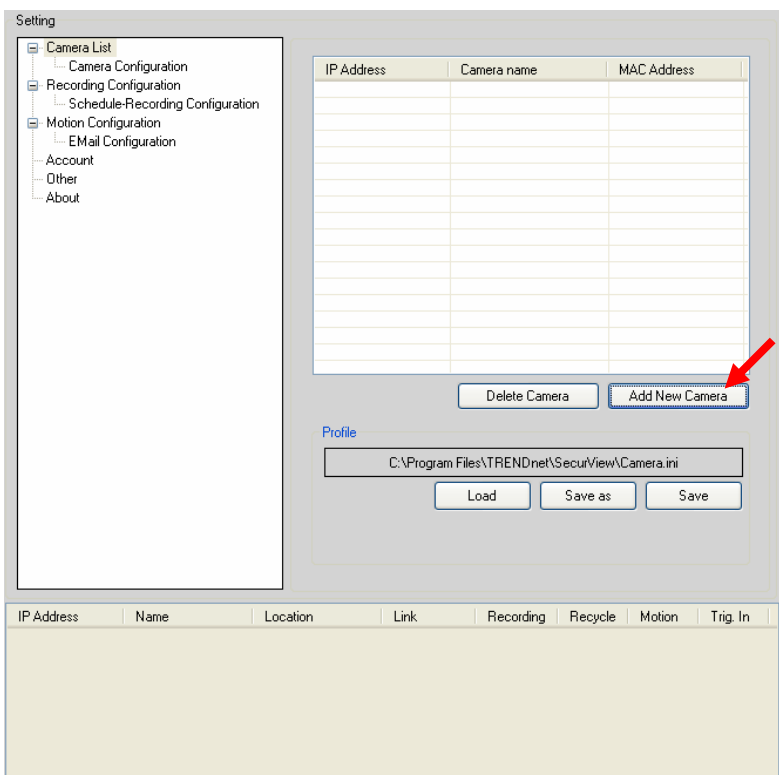 Setting
Camera List
Camera Configuration
Recording Configuration
Schedule-Recording Configuration
Motion Configuration
EMail Configuration
Account
Other
About
IP Address Camera name MAC Address
Delete Camera Add New Camera
Profile
C:\Program Files\TRENDnet\SecurView\Camera.ini
Load Save as Save
IP Address Name Location Link Recording Recycle Motion Trig. In